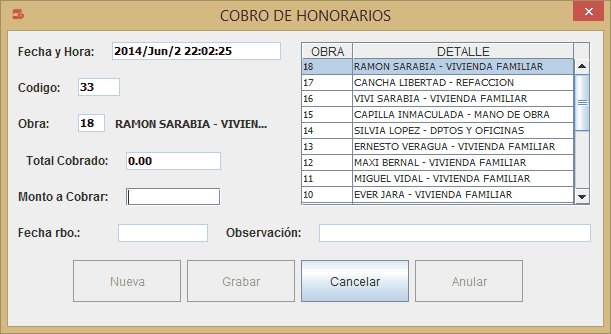 COBRO DE HONORARIOS
Fecha y Hora: 2014/Jun/2 22:02:25
Codigo: 33
Obra: 18 RAMON SARABIA - VIVIEN...
Total Cobrado: 0.00
Monto a Cobrar:
OBRA DETALLE
18 RAMON SARABIA - VIVIENDA FAMILIAR
17 CANCHA LIBERTAD - REFACCION
16 VIVI SARABIA - VIVIENDA FAMILIAR
15 CAPILLA INMACULADA - MANO DE OBRA
14 SILVIA LOPEZ - DPTOS Y OFICINAS
13 ERNESTO VERAGUA - VIVIENDA FAMILIAR
12 MAXI BERNAL - VIVIENDA FAMILIAR
11 MIGUEL VIDAL - VIVIENDA FAMILIAR
10 EVER JARA - VIVIENDA FAMILIAR
Fecha rbo.: Observación:
Nueva Grabar Cancelar Anular